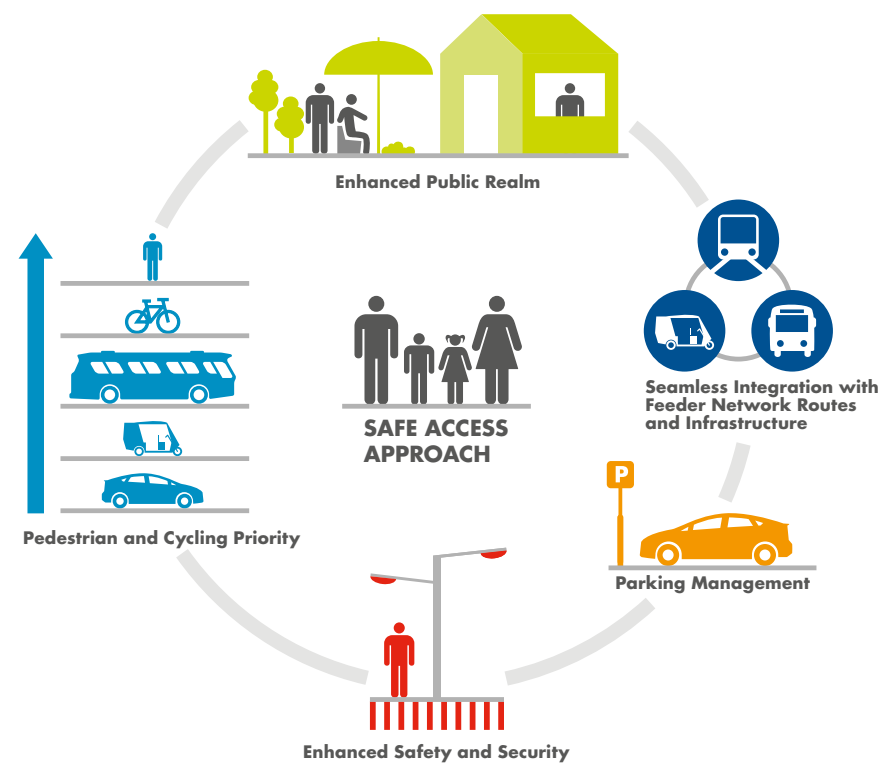 Enhanced Public Realm
Seamless Integration with
Feeder Network Routes
and Infrastructure
SAFE ACCESS
APPROACH
P
Pedestrian and Cycling Priority
Parking Management
Enhanced Safety and Security